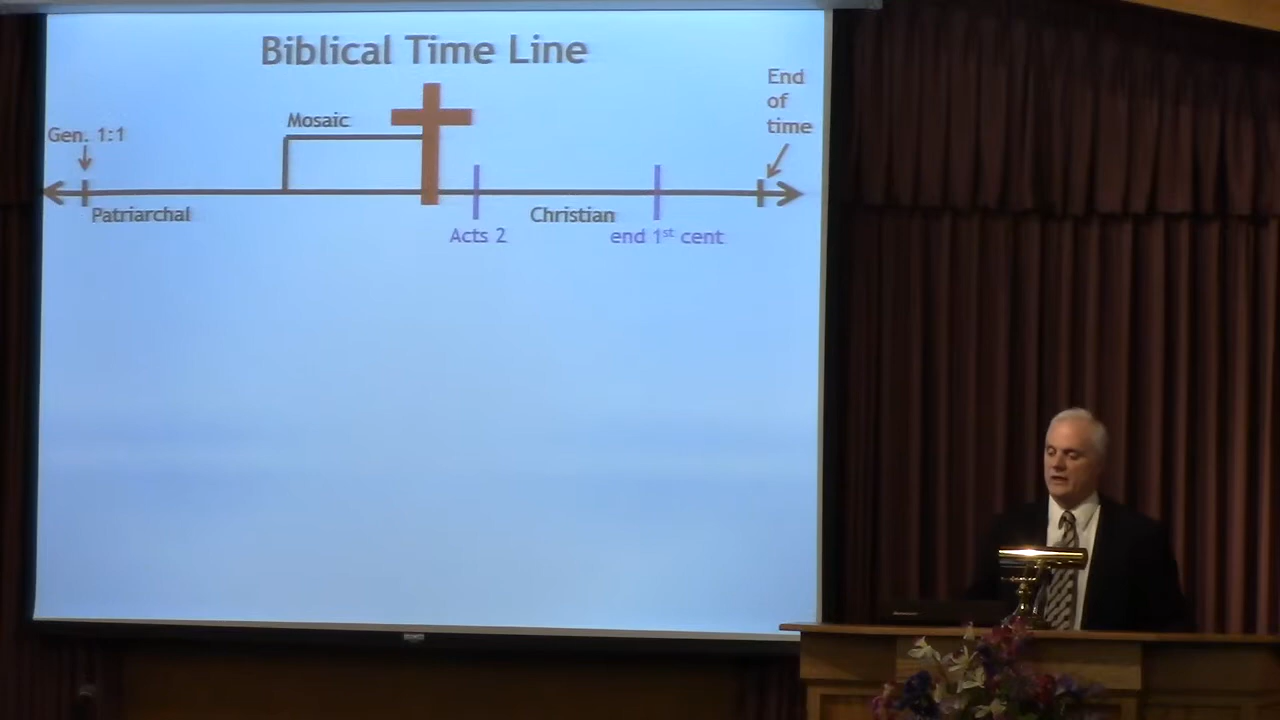 Biblical Time Line
End
of
time
Mosaic
Gen. 1:1
Patriarchal
Christian
Acts 2
end 1st cent